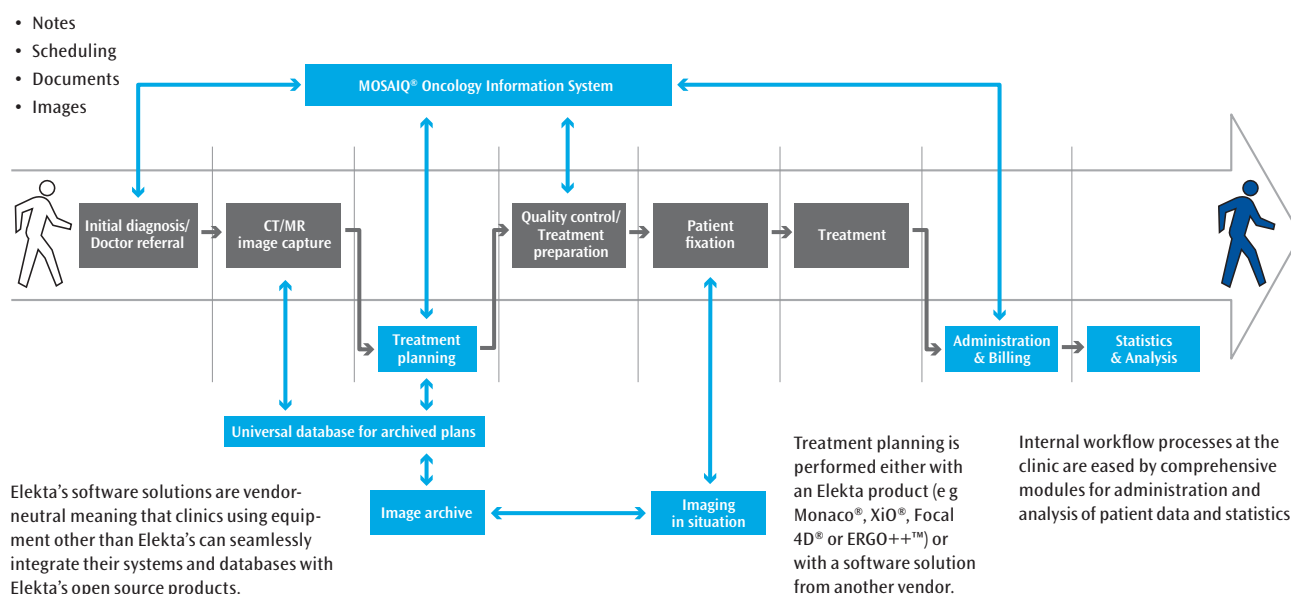 • Notes
• Scheduling
• Documents
• Images
MOSAIQ® Oncology Information System
Initial diagnosis/
Doctor referral
CT/MR
image capture
Quality control/
Treatment
preparation
Patient
fixation
Treatment
Treatment
planning
Administration
& Billing
Statistics
& Analysis
Universal database for archived plans
Image archive
Imaging
in situation
Elekta’s software solutions are vendor-
neutral meaning that clinics using equip-
ment other than Elekta’s can seamlessly
integrate their systems and databases with
Elekta’s open source products.
Treatment planning is
performed either with
an Elekta product (e g
Monaco®, XiO®, Focal
4D® or ERGO++™) or
with a software solution
from another vendor.
Internal workflow processes at the
clinic are eased by comprehensive
modules for administration and
analysis of patient data and statistics